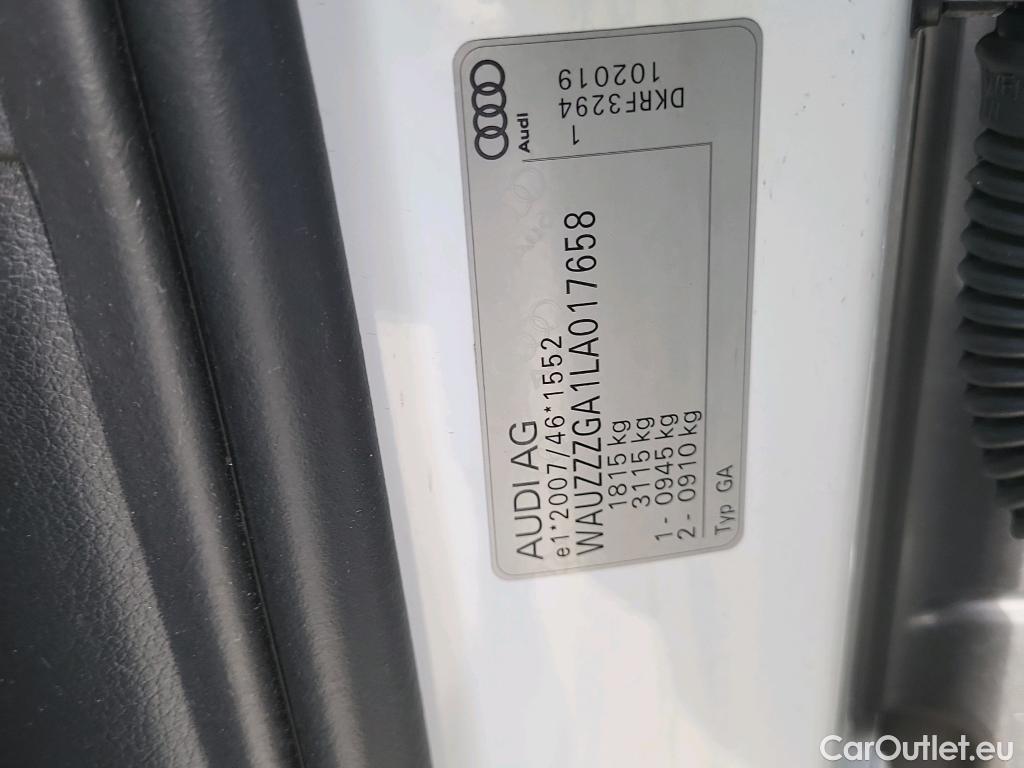 AUDI AG
e1*2007/46*1552
WAUZZZGA1LA017658
1815 kg
3115 kg
1 - 0945 kg
2 - 0910 kg
Typ GA
Audi
1
DKRF3294
102019
CarOutlet.eu